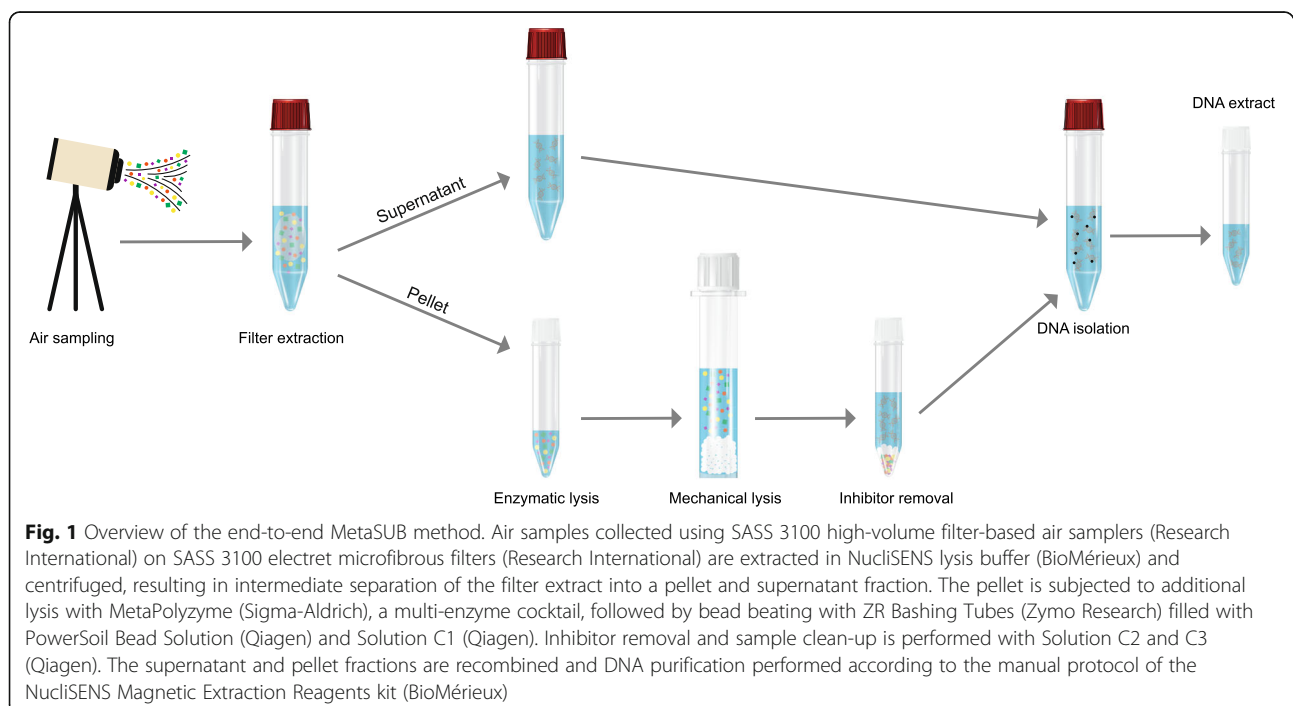 DNA extract
Supernatant
Pellet
Air sampling
Filter extraction
DNA isolation
Enzymatic lysis
Mechanical lysis
Inhibitor removal
Fig. 1 Overview of the end-to-end MetaSUB method. Air samples collected using SASS 3100 high-volume filter-based air samplers (Research
International) on SASS 3100 electret microfibrous filters (Research International) are extracted in NucliSENS lysis buffer (BioMérieux) and
centrifuged, resulting in intermediate separation of the filter extract into a pellet and supernatant fraction. The pellet is subjected to additional
lysis with MetaPolyzyme (Sigma-Aldrich), a multi-enzyme cocktail, followed by bead beating with ZR Bashing Tubes (Zymo Research) filled with
PowerSoil Bead Solution (Qiagen) and Solution C1 (Qiagen). Inhibitor removal and sample clean-up is performed with Solution C2 and C3
(Qiagen). The supernatant and pellet fractions are recombined and DNA purification performed according to the manual protocol of the
NucliSENS Magnetic Extraction Reagents kit (BioMérieux)